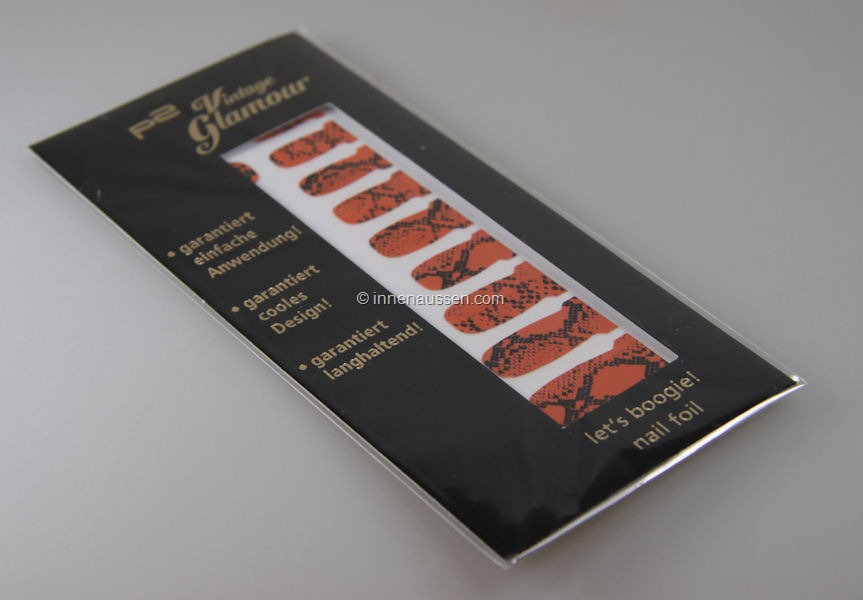 p2 Vintage
Glamour
• garantiert
einfache
Anwendung!
• garantiert
cooles
Design!
• garantiert
langhaltend!
© innenaussen.com
let's boogie!
nail foil